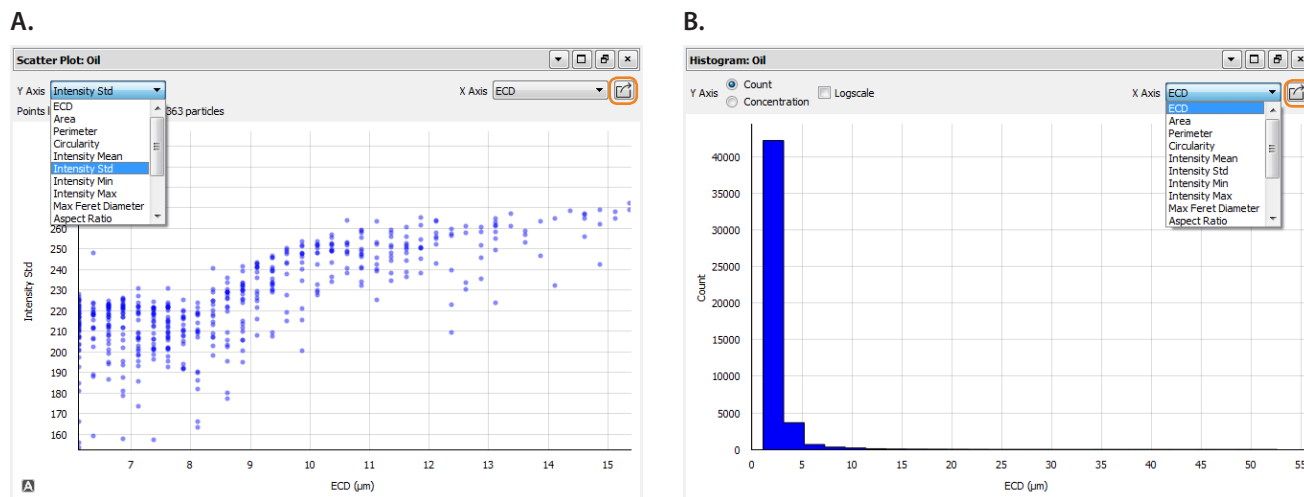 A.
Scatter Plot: Oil
Y Axis Intensity Std
X Axis ECD
Points
363 particles
ECD
Area
Perimeter
Circularity
Intensity Mean
Intensity Std
Intensity Min
Intensity Max
Max Feret Diameter
Aspect Ratio
260
250
240
230
220
210
200
190
180
170
160
Intensity Std
7 8 9 10 11 12 13 14 15
ECD (µm)
A
B.
Histogram: Oil
Y Axis
Count
Concentration
Logscale
X Axis ECD
ECD
Area
Perimeter
Circularity
Intensity Mean
Intensity Std
Intensity Min
Intensity Max
Max Feret Diameter
Aspect Ratio
40000
35000
30000
25000
20000
15000
10000
5000
0
Count
0 5 10 15 20 25 30 35 40 45 50 55
ECD (µm)